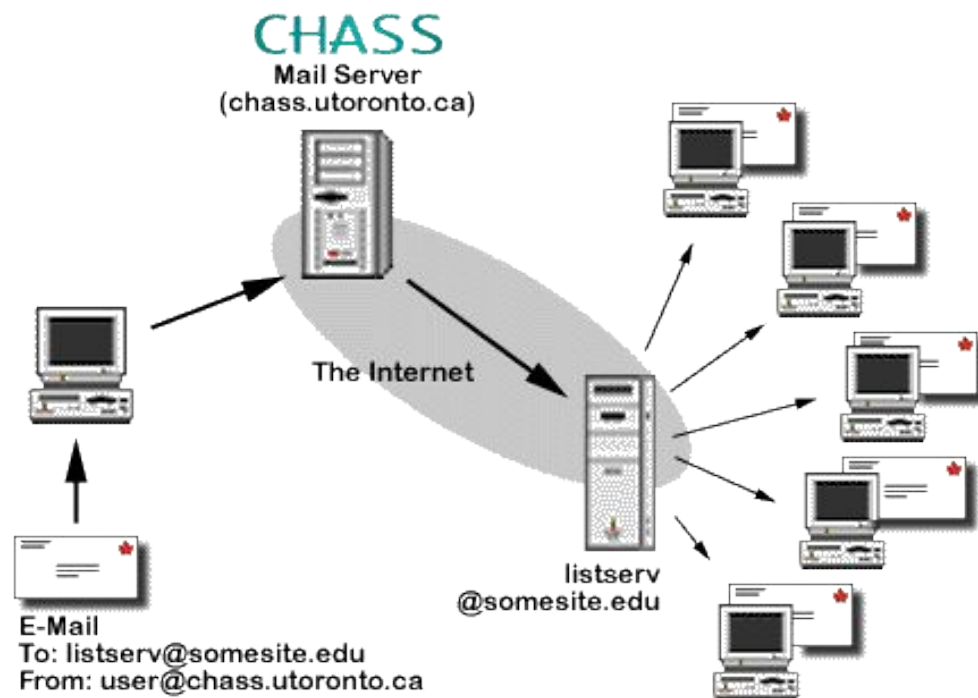 CHASS
Mail Server
(chass.utoronto.ca)
The Internet
listserv
@somesite.edu
E-Mail
To: listserv@somesite.edu
From: user@chass.utoronto.ca